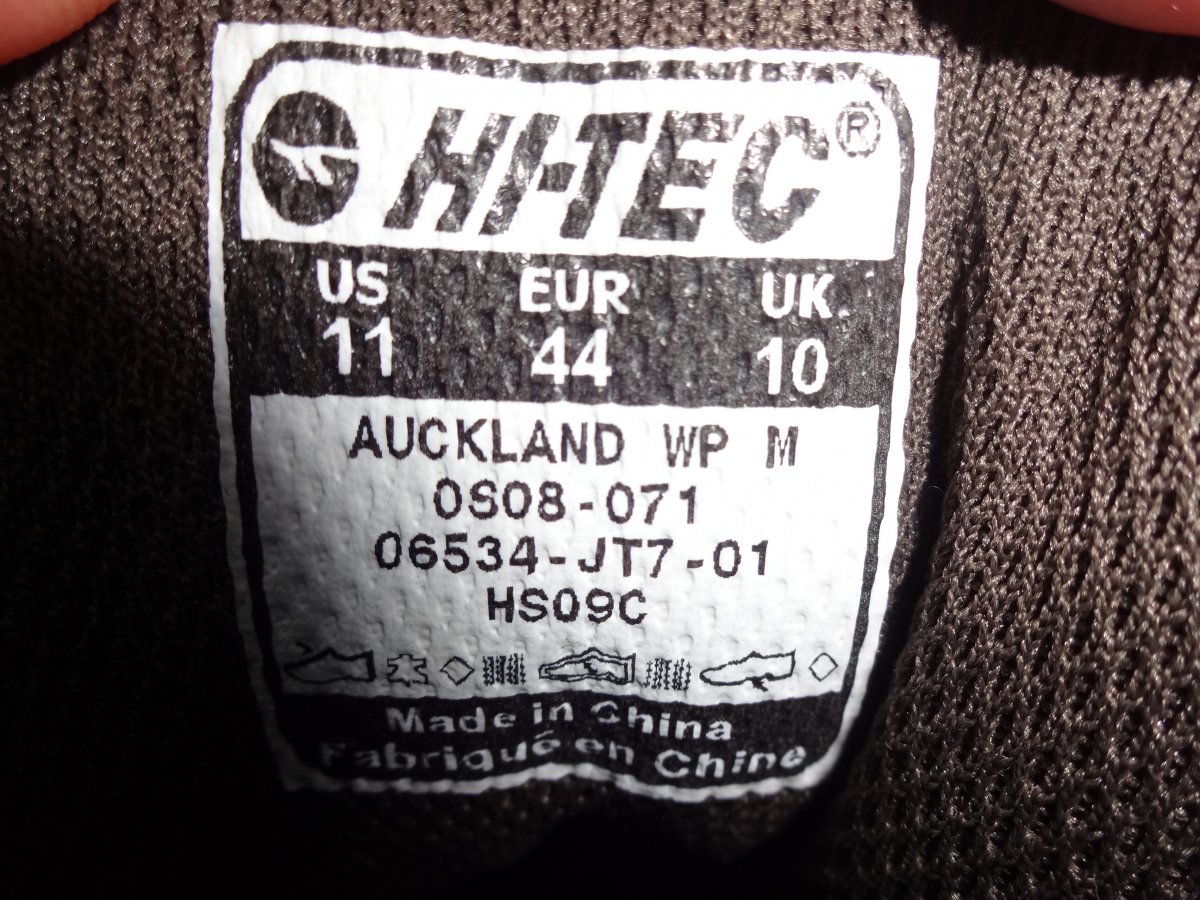 HI-TEC®
US EUR UK
11 44 10
AUCKLAND WP M
0S08-071
06534-JT7-01
HS09C
Made in China
Fabriqué en Chine